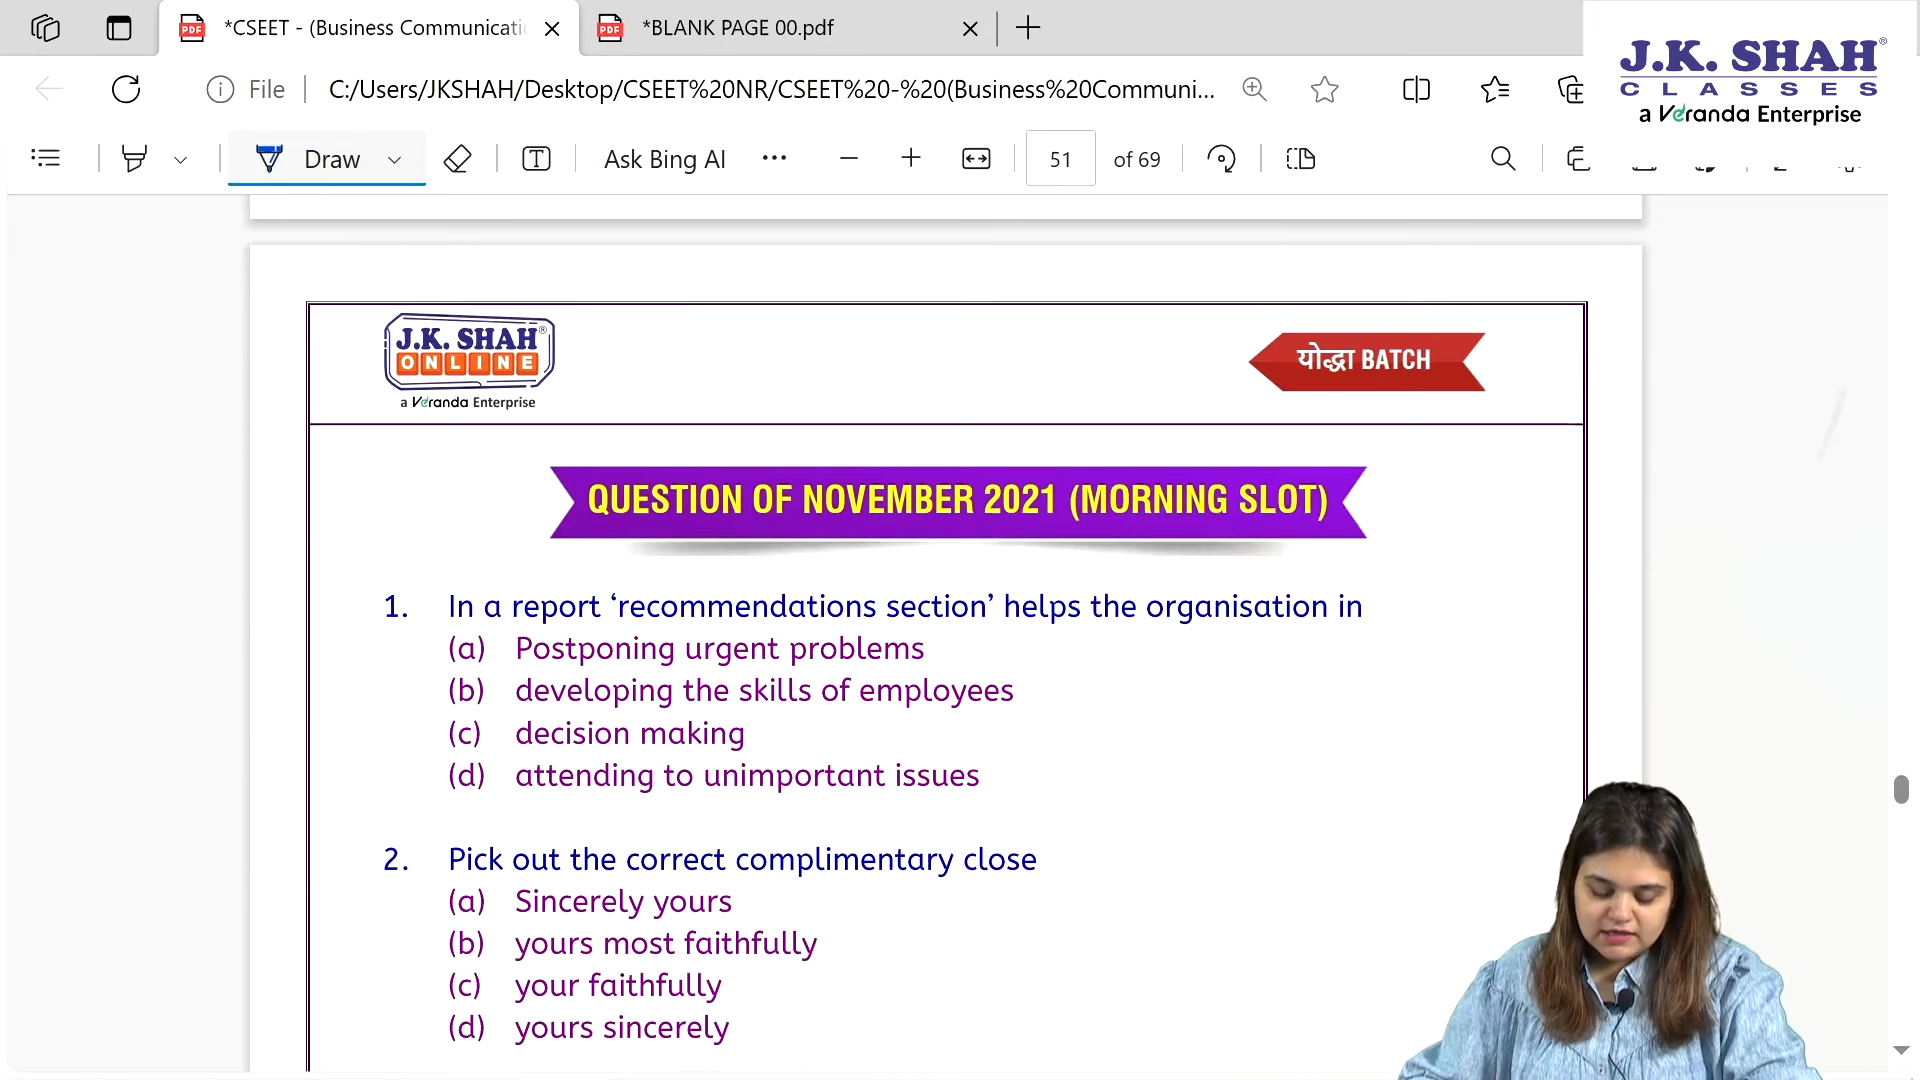 *CSEET - (Business Communicati
*BLANK PAGE 00.pdf
J.K. SHAH®
CLASSES
a Veranda Enterprise
File
C:/Users/JKSHAH/Desktop/CSEET%20NR/CSEET%20-%20(Business%20Communi...
Draw
Ask Bing AI
51
of 69
J.K. SHAH®
ONLINE
a Veranda Enterprise
योद्धा BATCH
QUESTION OF NOVEMBER 2021 (MORNING SLOT)
1. In a report ‘recommendations section’ helps the organisation in
(a) Postponing urgent problems
(b) developing the skills of employees
(c) decision making
(d) attending to unimportant issues
2. Pick out the correct complimentary close
(a) Sincerely yours
(b) yours most faithfully
(c) your faithfully
(d) yours sincerely